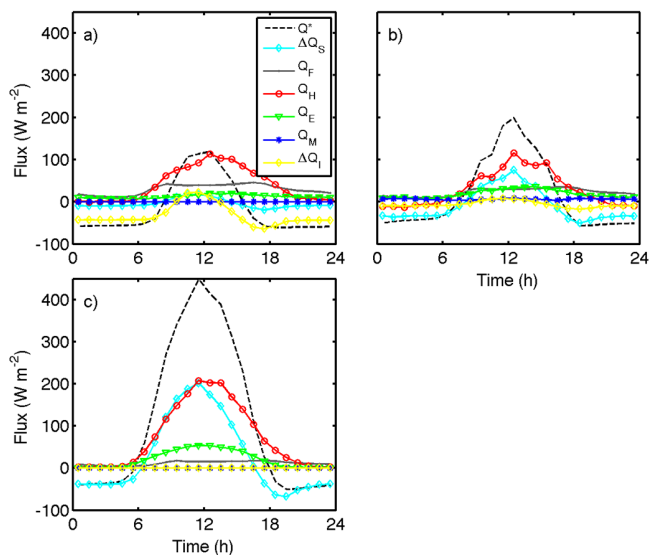 a)
400
300
200
100
0
-100
Flux (W m-2)
0 6 12 18 24
Q*
ΔQS
QF
QH
QE
QM
ΔQI
b)
0 6 12 18 24
Time (h)
c)
400
300
200
100
0
-100
Flux (W m-2)
0 6 12 18 24
Time (h)